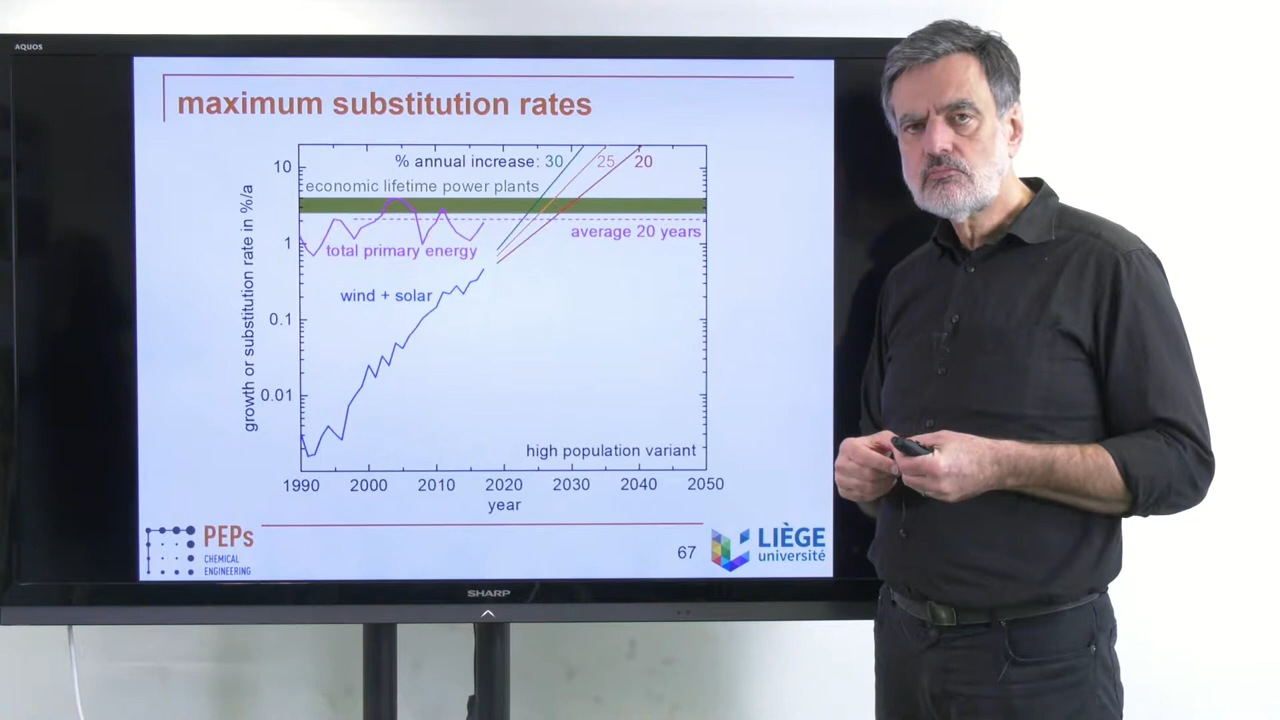 AQUOS
maximum substitution rates
% annual increase: 30 25 20
economic lifetime power plants
average 20 years
total primary energy
wind + solar
high population variant
growth or substitution rate in %/a
10
1
0.1
0.01
1990 2000 2010 2020 2030 2040 2050
year
PEPs
CHEMICAL
ENGINEERING
67
LIÈGE
université
SHARP